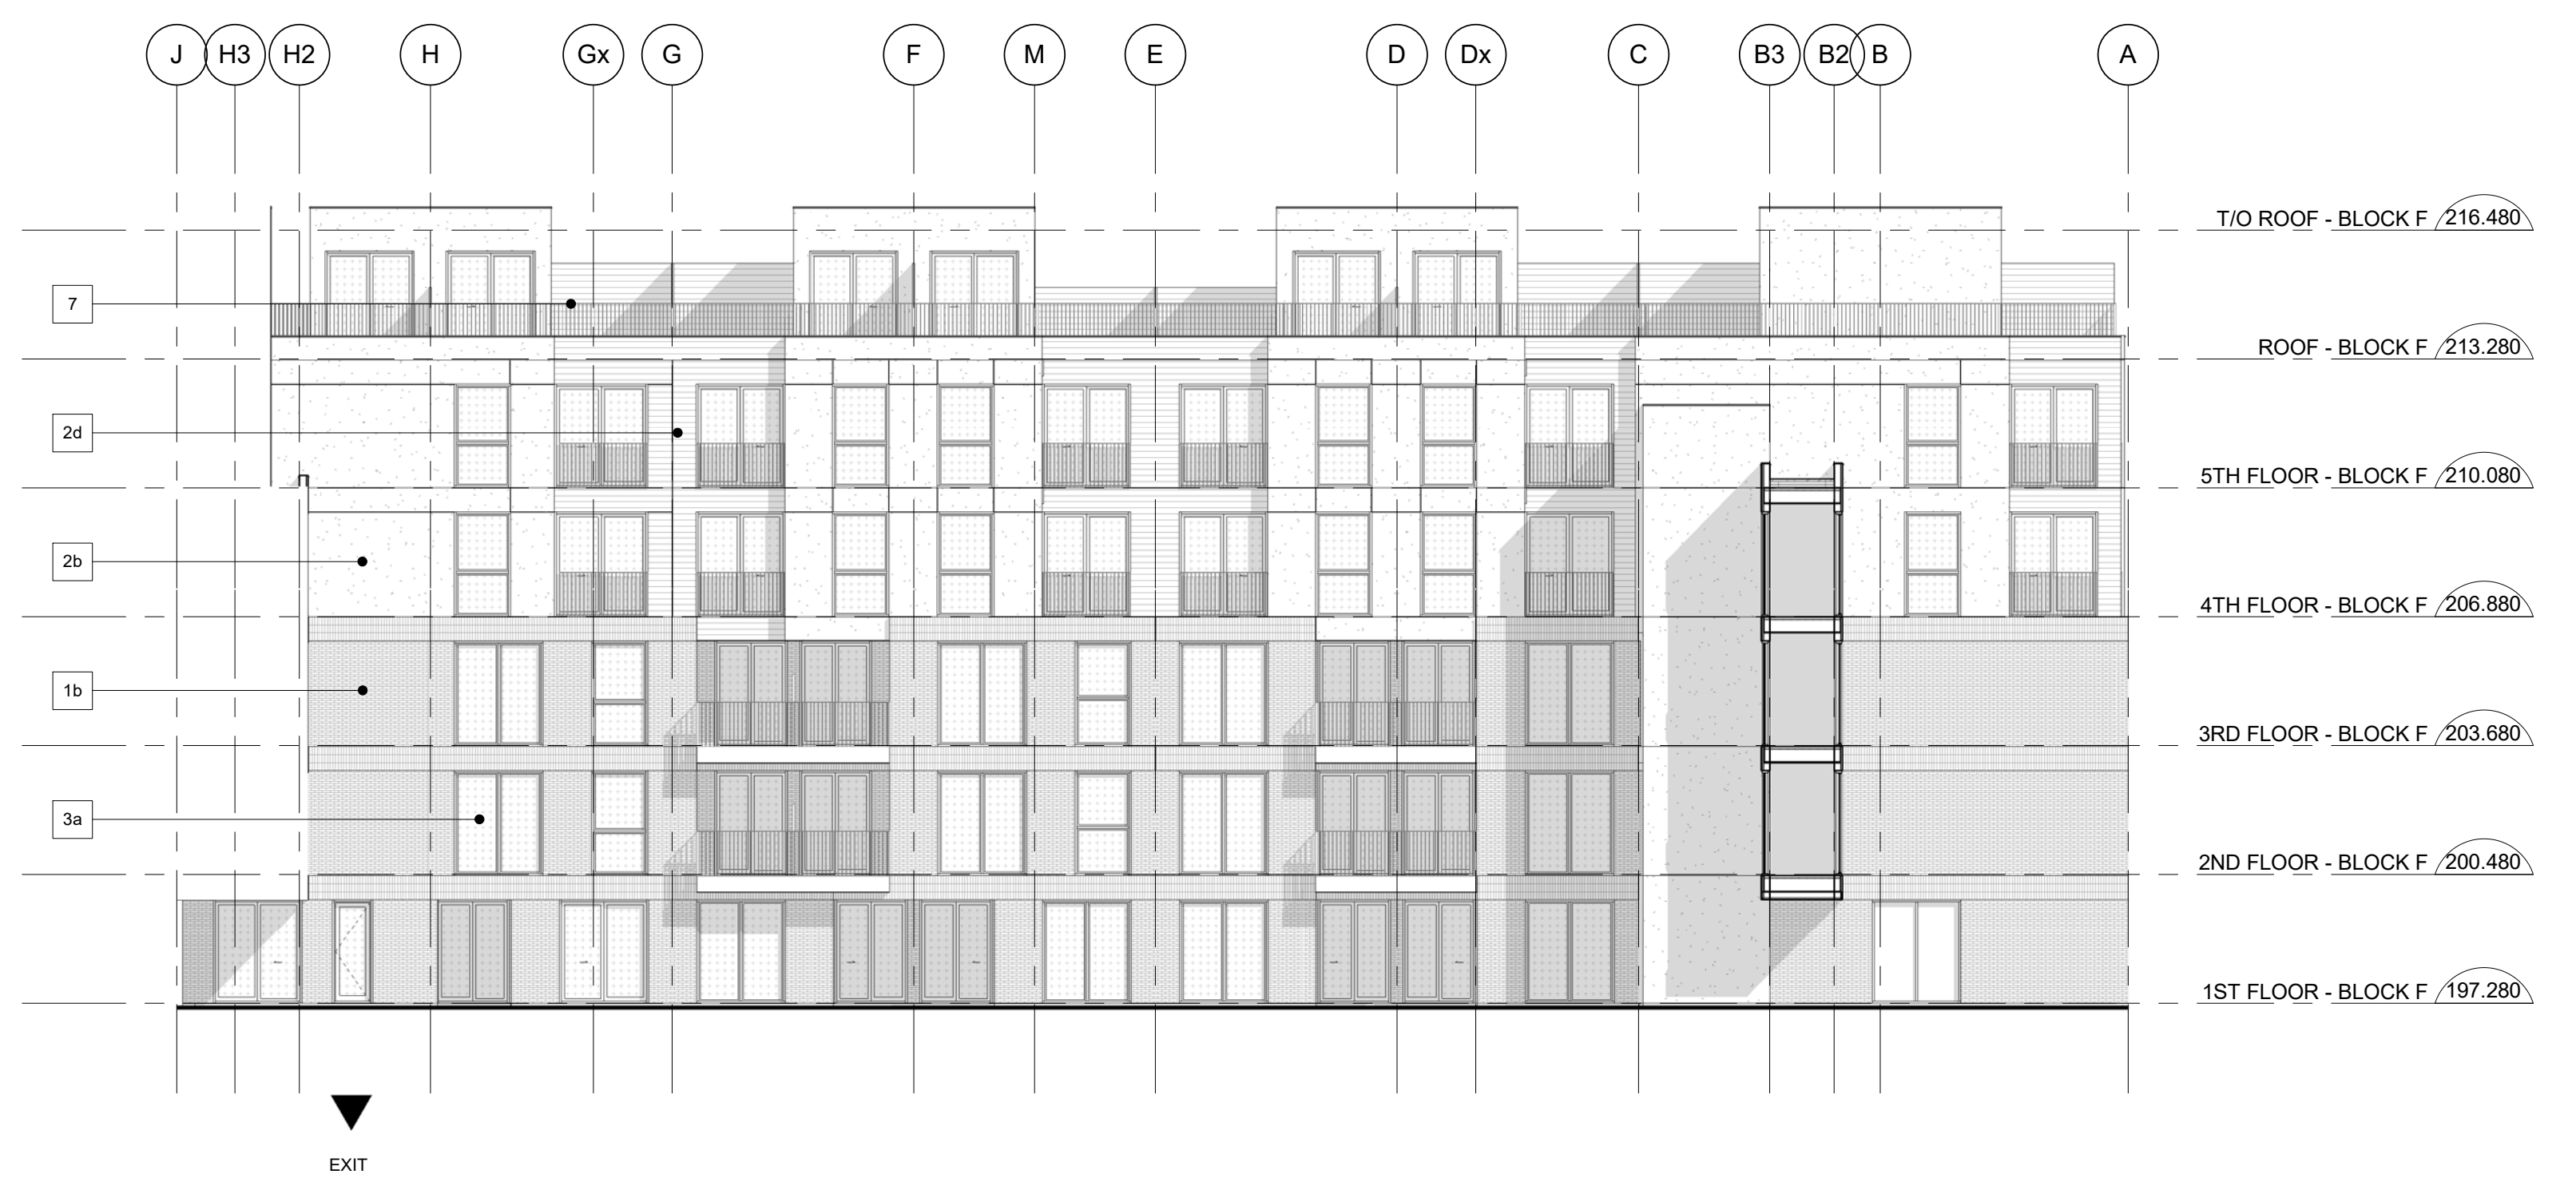 J H3 H2 H Gx G F M E D Dx C B3 B2 B A
T/O ROOF - BLOCK F 216.480
7
ROOF - BLOCK F 213.280
2d
5TH FLOOR - BLOCK F 210.080
2b
4TH FLOOR - BLOCK F 206.880
1b
3RD FLOOR - BLOCK F 203.680
3a
2ND FLOOR - BLOCK F 200.480
1ST FLOOR - BLOCK F 197.280
EXIT